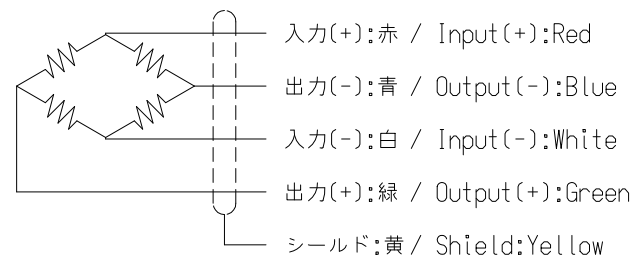 入力(+):赤 / Input(+):Red
出力(-):青 / Output(-):Blue
入力(-):白 / Input(-):White
出力(+):緑 / Output(+):Green
シールド:黄 / Shield:Yellow